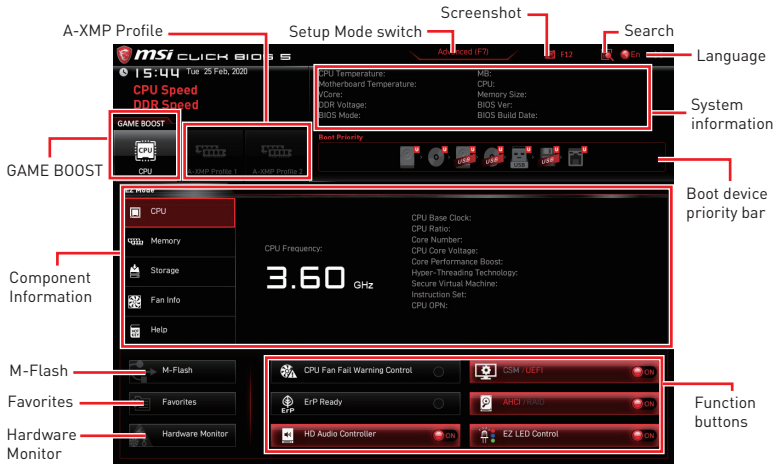 Screenshot
A-XMP Profile
Setup Mode switch
Search
msi CLICK BIOS 5
Advanced (F7)
F12
En
Language
15:44 Tue 25 Feb, 2020
CPU Speed
DDR Speed
CPU Temperature:
Motherboard Temperature:
VCore:
DDR Voltage:
BIOS Mode:
MB:
CPU:
Memory Size:
BIOS Ver:
BIOS Build Date:
System
information
GAME BOOST
CPU
CPU
A-XMP Profile 1
A-XMP Profile 2
GAME BOOST
Boot Priority
U U U U U U U
USB USB USB USB
Boot device
priority bar
EZ Mode
CPU
Memory
Storage
Fan Info
Help
Component
Information
CPU Frequency:
3.60 GHz
CPU Base Clock:
CPU Ratio:
Core Number:
CPU Core Voltage:
Core Performance Boost:
Hyper-Threading Technology:
Secure Virtual Machine:
Instruction Set:
CPU OPN:
M-Flash
M-Flash
Favorites
Favorites
Hardware
Monitor
Hardware Monitor
CPU Fan Fail Warning Control
CSM /UEFI
ON
ErP
ErP Ready
AHCI /RAID
ON
HD Audio Controller
ON
EZ LED Control
ON
Function
buttons